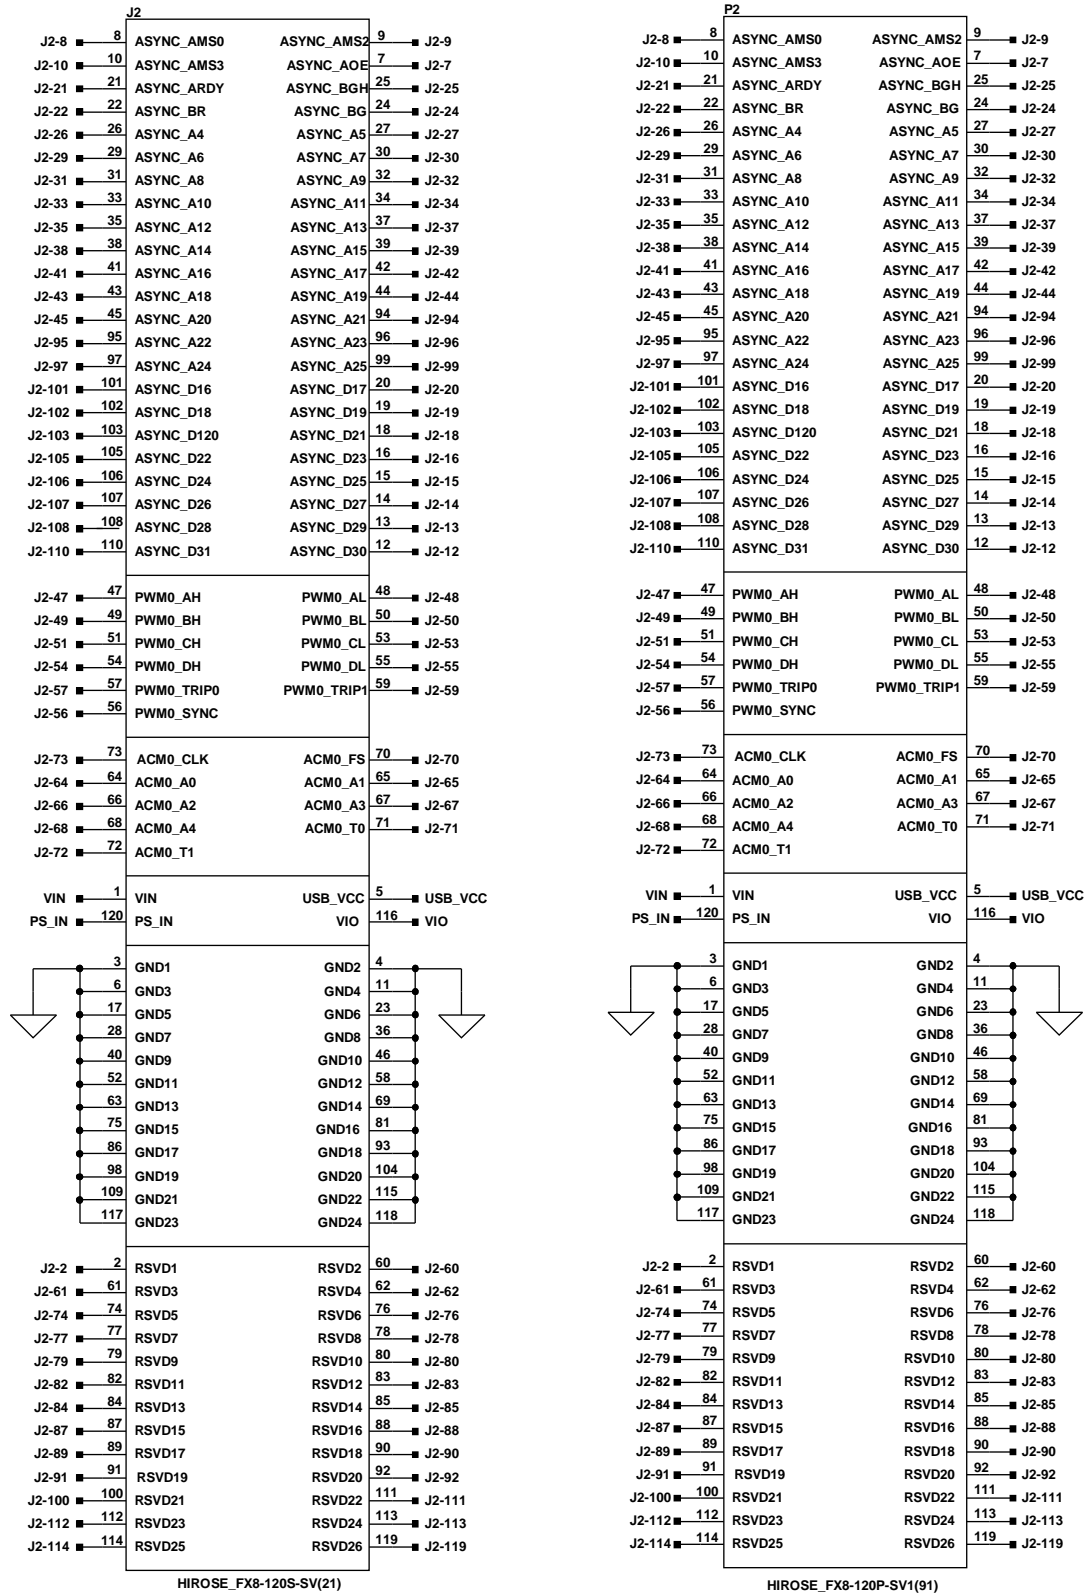 J2
J2-8 8 ASYNC_AMS0 ASYNC_AMS2 9 J2-9
J2-10 10 ASYNC_AMS3 ASYNC_AOE 7 J2-7
J2-21 21 ASYNC_ARDY ASYNC_BGH 25 J2-25
J2-22 22 ASYNC_BR ASYNC_BG 24 J2-24
J2-26 26 ASYNC_A4 ASYNC_A5 27 J2-27
J2-29 29 ASYNC_A6 ASYNC_A7 30 J2-30
J2-31 31 ASYNC_A8 ASYNC_A9 32 J2-32
J2-33 33 ASYNC_A10 ASYNC_A11 34 J2-34
J2-35 35 ASYNC_A12 ASYNC_A13 37 J2-37
J2-38 38 ASYNC_A14 ASYNC_A15 39 J2-39
J2-41 41 ASYNC_A16 ASYNC_A17 42 J2-42
J2-43 43 ASYNC_A18 ASYNC_A19 44 J2-44
J2-45 45 ASYNC_A20 ASYNC_A21 94 J2-94
J2-95 95 ASYNC_A22 ASYNC_A23 96 J2-96
J2-97 97 ASYNC_A24 ASYNC_A25 99 J2-99
J2-101 101 ASYNC_D16 ASYNC_D17 20 J2-20
J2-102 102 ASYNC_D18 ASYNC_D19 19 J2-19
J2-103 103 ASYNC_D120 ASYNC_D21 18 J2-18
J2-105 105 ASYNC_D22 ASYNC_D23 16 J2-16
J2-106 106 ASYNC_D24 ASYNC_D25 15 J2-15
J2-107 107 ASYNC_D26 ASYNC_D27 14 J2-14
J2-108 108 ASYNC_D28 ASYNC_D29 13 J2-13
J2-110 110 ASYNC_D31 ASYNC_D30 12 J2-12
J2-47 47 PWM0_AH PWM0_AL 48 J2-48
J2-49 49 PWM0_BH PWM0_BL 50 J2-50
J2-51 51 PWM0_CH PWM0_CL 53 J2-53
J2-54 54 PWM0_DH PWM0_DL 55 J2-55
J2-57 57 PWM0_TRIP0 PWM0_TRIP1 59 J2-59
J2-56 56 PWM0_SYNC
J2-73 73 ACM0_CLK ACM0_FS 70 J2-70
J2-64 64 ACM0_A0 ACM0_A1 65 J2-65
J2-66 66 ACM0_A2 ACM0_A3 67 J2-67
J2-68 68 ACM0_A4 ACM0_T0 71 J2-71
J2-72 72 ACM0_T1
VIN 1 VIN USB_VCC 5 USB_VCC
PS_IN 120 PS_IN VIO 116 VIO
3 GND1 GND2 4
6 GND3 GND4 11
17 GND5 GND6 23
28 GND7 GND8 36
40 GND9 GND10 46
52 GND11 GND12 58
63 GND13 GND14 69
75 GND15 GND16 81
86 GND17 GND18 93
98 GND19 GND20 104
109 GND21 GND22 115
117 GND23 GND24 118
J2-2 2 RSVD1 RSVD2 60 J2-60
J2-61 61 RSVD3 RSVD4 62 J2-62
J2-74 74 RSVD5 RSVD6 76 J2-76
J2-77 77 RSVD7 RSVD8 78 J2-78
J2-79 79 RSVD9 RSVD10 80 J2-80
J2-82 82 RSVD11 RSVD12 83 J2-83
J2-84 84 RSVD13 RSVD14 85 J2-85
J2-87 87 RSVD15 RSVD16 88 J2-88
J2-89 89 RSVD17 RSVD18 90 J2-90
J2-91 91 RSVD19 RSVD20 92 J2-92
J2-100 100 RSVD21 RSVD22 111 J2-111
J2-112 112 RSVD23 RSVD24 113 J2-113
J2-114 114 RSVD25 RSVD26 119 J2-119
HIROSE_FX8-120S-SV(21)
P2
J2-8 8 ASYNC_AMS0 ASYNC_AMS2 9 J2-9
J2-10 10 ASYNC_AMS3 ASYNC_AOE 7 J2-7
J2-21 21 ASYNC_ARDY ASYNC_BGH 25 J2-25
J2-22 22 ASYNC_BR ASYNC_BG 24 J2-24
J2-26 26 ASYNC_A4 ASYNC_A5 27 J2-27
J2-29 29 ASYNC_A6 ASYNC_A7 30 J2-30
J2-31 31 ASYNC_A8 ASYNC_A9 32 J2-32
J2-33 33 ASYNC_A10 ASYNC_A11 34 J2-34
J2-35 35 ASYNC_A12 ASYNC_A13 37 J2-37
J2-38 38 ASYNC_A14 ASYNC_A15 39 J2-39
J2-41 41 ASYNC_A16 ASYNC_A17 42 J2-42
J2-43 43 ASYNC_A18 ASYNC_A19 44 J2-44
J2-45 45 ASYNC_A20 ASYNC_A21 94 J2-94
J2-95 95 ASYNC_A22 ASYNC_A23 96 J2-96
J2-97 97 ASYNC_A24 ASYNC_A25 99 J2-99
J2-101 101 ASYNC_D16 ASYNC_D17 20 J2-20
J2-102 102 ASYNC_D18 ASYNC_D19 19 J2-19
J2-103 103 ASYNC_D120 ASYNC_D21 18 J2-18
J2-105 105 ASYNC_D22 ASYNC_D23 16 J2-16
J2-106 106 ASYNC_D24 ASYNC_D25 15 J2-15
J2-107 107 ASYNC_D26 ASYNC_D27 14 J2-14
J2-108 108 ASYNC_D28 ASYNC_D29 13 J2-13
J2-110 110 ASYNC_D31 ASYNC_D30 12 J2-12
J2-47 47 PWM0_AH PWM0_AL 48 J2-48
J2-49 49 PWM0_BH PWM0_BL 50 J2-50
J2-51 51 PWM0_CH PWM0_CL 53 J2-53
J2-54 54 PWM0_DH PWM0_DL 55 J2-55
J2-57 57 PWM0_TRIP0 PWM0_TRIP1 59 J2-59
J2-56 56 PWM0_SYNC
J2-73 73 ACM0_CLK ACM0_FS 70 J2-70
J2-64 64 ACM0_A0 ACM0_A1 65 J2-65
J2-66 66 ACM0_A2 ACM0_A3 67 J2-67
J2-68 68 ACM0_A4 ACM0_T0 71 J2-71
J2-72 72 ACM0_T1
VIN 1 VIN USB_VCC 5 USB_VCC
PS_IN 120 PS_IN VIO 116 VIO
3 GND1 GND2 4
6 GND3 GND4 11
17 GND5 GND6 23
28 GND7 GND8 36
40 GND9 GND10 46
52 GND11 GND12 58
63 GND13 GND14 69
75 GND15 GND16 81
86 GND17 GND18 93
98 GND19 GND20 104
109 GND21 GND22 115
117 GND23 GND24 118
J2-2 2 RSVD1 RSVD2 60 J2-60
J2-61 61 RSVD3 RSVD4 62 J2-62
J2-74 74 RSVD5 RSVD6 76 J2-76
J2-77 77 RSVD7 RSVD8 78 J2-78
J2-79 79 RSVD9 RSVD10 80 J2-80
J2-82 82 RSVD11 RSVD12 83 J2-83
J2-84 84 RSVD13 RSVD14 85 J2-85
J2-87 87 RSVD15 RSVD16 88 J2-88
J2-89 89 RSVD17 RSVD18 90 J2-90
J2-91 91 RSVD19 RSVD20 92 J2-92
J2-100 100 RSVD21 RSVD22 111 J2-111
J2-112 112 RSVD23 RSVD24 113 J2-113
J2-114 114 RSVD25 RSVD26 119 J2-119
HIROSE_FX8-120P-SV1(91)